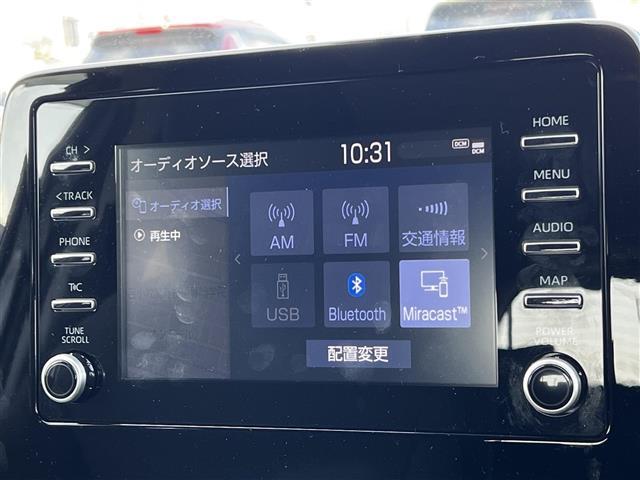 CH >
< TRACK
PHONE
T℃
TUNE
SCROLL
オーディオソース選択
10:31
DCM
DCM
オーディオ選択
再生中
AM
FM
交通情報
USB
Bluetooth
Miracast™
配置変更
HOME
MENU
AUDIO
MAP
POWER
VOLUME